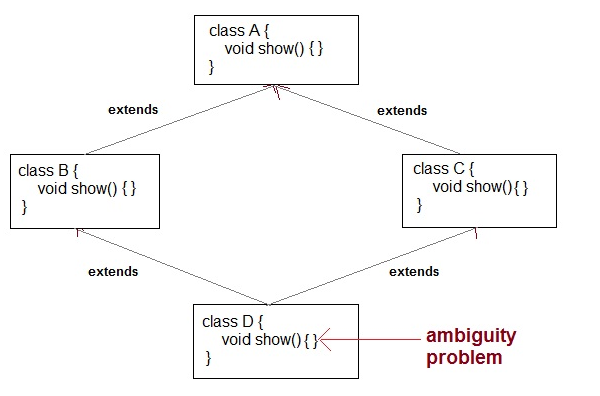 class A {
void show() { }
}
extends
extends
class B {
void show() { }
}
class C {
void show(){ }
}
extends
extends
class D {
void show() { }
}
ambiguity
problem